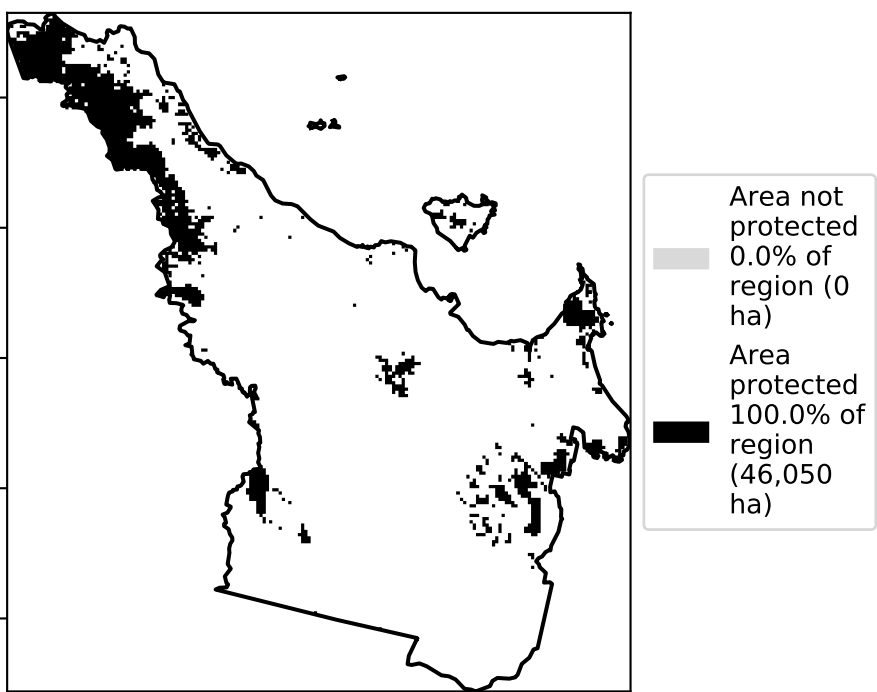 Area not
protected
0.0% of
region (0
ha)
Area
protected
100.0% of
region
(46,050
ha)